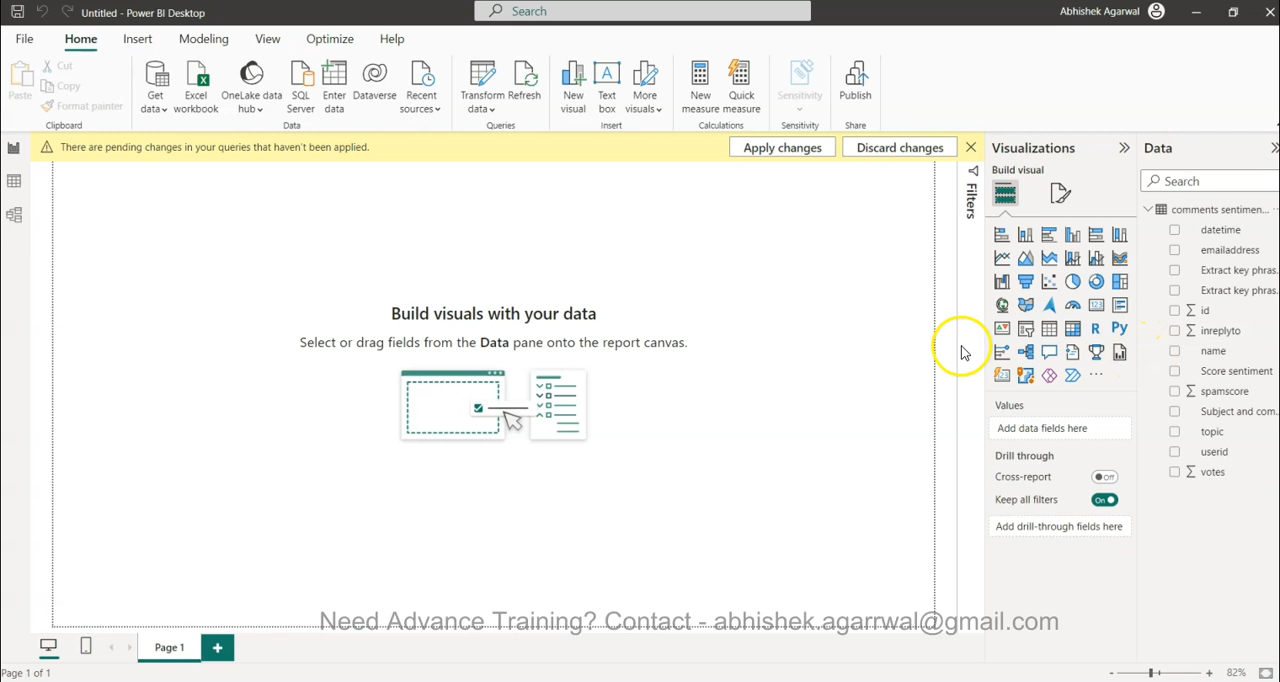 Untitled - Power BI Desktop
Search
Abhishek Agarwal
File
Home
Insert
Modeling
View
Optimize
Help
Paste
Cut
Copy
Format painter
Clipboard
Get data
Excel workbook
OneLake data hub
SQL Server
Enter data
Dataverse
Recent sources
Data
Transform data
Refresh
Queries
New visual
Text box
More visuals
Insert
New measure
Quick measure
Calculations
Sensitivity
Sensitivity
Publish
Share
There are pending changes in your queries that haven't been applied.
Apply changes
Discard changes
Filters
Build visuals with your data
Select or drag fields from the Data pane onto the report canvas.
Visualizations
Build visual
R
Py
123
Values
Add data fields here
Drill through
Cross-report
Off
Keep all filters
On
Add drill-through fields here
Data
Search
comments sentimen...
datetime
emailaddress
Extract key phras...
Extract key phras...
id
inreplyto
name
Score sentiment
spamscore
Subject and com...
topic
userid
votes
Need Advance Training? Contact - abhishek.agarrwal@gmail.com
Page 1
Page 1 of 1
82%